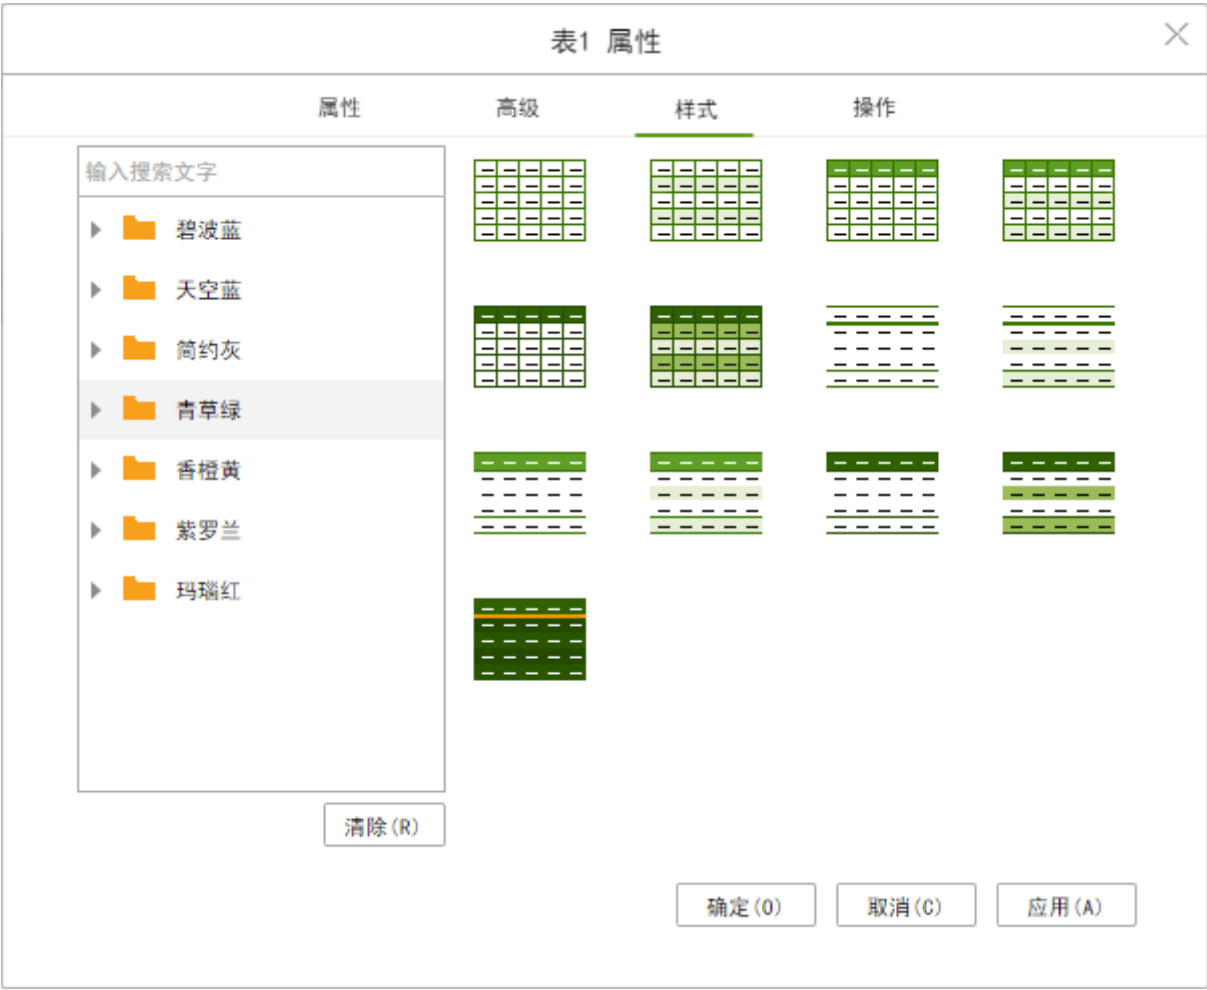 表1 属性
属性 高级 样式 操作
输入搜索文字
碧波蓝
天空蓝
简约灰
青草绿
香橙黄
紫罗兰
玛瑙红
清除(R)
确定(O) 取消(C) 应用(A)